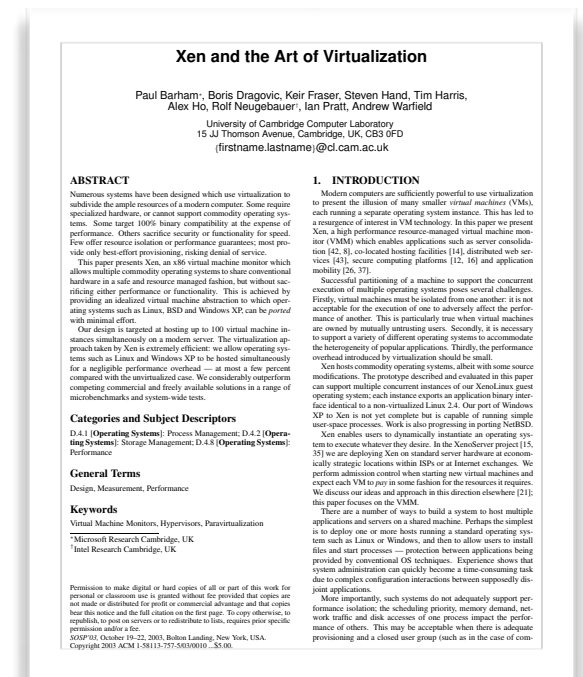 Xen and the Art of Virtualization
Paul Barham*, Boris Dragovic, Keir Fraser, Steven Hand, Tim Harris,
Alex Ho, Rolf Neugebauer†, Ian Pratt, Andrew Warfield
University of Cambridge Computer Laboratory
15 JJ Thomson Avenue, Cambridge, UK, CB3 0FD
{firstname.lastname}@cl.cam.ac.uk
ABSTRACT
Numerous systems have been designed which use virtualization to
subdivide the ample resources of a modern computer. Some require
specialized hardware, or cannot support commodity operating sys-
tems. Some target 100% binary compatibility at the expense of
performance. Others sacrifice security or functionality for speed.
Few offer resource isolation or performance guarantees; most pro-
vide only best-effort provisioning, risking denial of service.
This paper presents Xen, an x86 virtual machine monitor which
allows multiple commodity operating systems to share conventional
hardware in a safe and resource managed fashion, but without sac-
rificing either performance or functionality. This is achieved by
providing an idealized virtual machine abstraction to which oper-
ating systems such as Linux, BSD and Windows XP, can be ported
with minimal effort.
Our design is targeted at hosting up to 100 virtual machine in-
stances simultaneously on a modern server. The virtualization ap-
proach taken by Xen is extremely efficient: we allow operating sys-
tems such as Linux and Windows XP to be hosted simultaneously
for a negligible performance overhead — at most a few percent
compared with the unvirtualized case. We considerably outperform
competing commercial and freely available solutions in a range of
microbenchmarks and system-wide tests.
Categories and Subject Descriptors
D.4.1 [Operating Systems]: Process Management; D.4.2 [Opera-
ting Systems]: Storage Management; D.4.8 [Operating Systems]:
Performance
General Terms
Design, Measurement, Performance
Keywords
Virtual Machine Monitors, Hypervisors, Paravirtualization
*Microsoft Research Cambridge, UK
†Intel Research Cambridge, UK
Permission to make digital or hard copies of all or part of this work for
personal or classroom use is granted without fee provided that copies are
not made or distributed for profit or commercial advantage and that copies
bear this notice and the full citation on the first page. To copy otherwise, to
republish, to post on servers or to redistribute to lists, requires prior specific
permission and/or a fee.
SOSP'03, October 19–22, 2003, Bolton Landing, New York, USA.
Copyright 2003 ACM 1-58113-757-5/03/0010 ...$5.00.
1. INTRODUCTION
Modern computers are sufficiently powerful to use virtualization
to present the illusion of many smaller virtual machines (VMs),
each running a separate operating system instance. This has led to
a resurgence of interest in VM technology. In this paper we present
Xen, a high performance resource-managed virtual machine mon-
itor (VMM) which enables applications such as server consolida-
tion [42, 8], co-located hosting facilities [14], distributed web ser-
vices [43], secure computing platforms [12, 16] and application
mobility [26, 37].
Successful partitioning of a machine to support the concurrent
execution of multiple operating systems poses several challenges.
Firstly, virtual machines must be isolated from one another: it is not
acceptable for the execution of one to adversely affect the perfor-
mance of another. This is particularly true when virtual machines
are owned by mutually untrusting users. Secondly, it is necessary
to support a variety of different operating systems to accommodate
the heterogeneity of popular applications. Thirdly, the performance
overhead introduced by virtualization should be small.
Xen hosts commodity operating systems, albeit with some source
modifications. The prototype described and evaluated in this paper
can support multiple concurrent instances of our XenoLinux guest
operating system; each instance exports an application binary inter-
face identical to a non-virtualized Linux 2.4. Our port of Windows
XP to Xen is not yet complete but is capable of running simple
user-space processes. Work is also progressing in porting NetBSD.
Xen enables users to dynamically instantiate an operating sys-
tem to execute whatever they desire. In the XenoServer project [15,
35] we are deploying Xen on standard server hardware at econom-
ically strategic locations within ISPs or at Internet exchanges. We
perform admission control when starting new virtual machines and
expect each VM to pay in some fashion for the resources it requires.
We discuss our ideas and approach in this direction elsewhere [21];
this paper focuses on the VMM.
There are a number of ways to build a system to host multiple
applications and servers on a shared machine. Perhaps the simplest
is to deploy one or more hosts running a standard operating sys-
tem such as Linux or Windows, and then to allow users to install
files and start processes — protection between applications being
provided by conventional OS techniques. Experience shows that
system administration can quickly become a time-consuming task
due to complex configuration interactions between supposedly dis-
joint applications.
More importantly, such systems do not adequately support per-
formance isolation; the scheduling priority, memory demand, net-
work traffic and disk accesses of one process impact the perfor-
mance of others. This may be acceptable when there is adequate
provisioning and a closed user group (such as in the case of com-